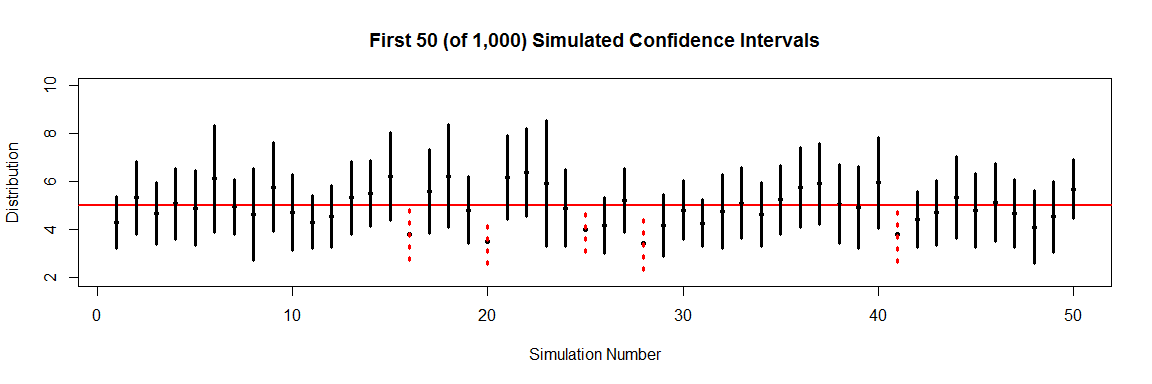 First 50 (of 1,000) Simulated Confidence Intervals
Distribution
10
8
6
4
2
0 10 20 30 40 50
Simulation Number